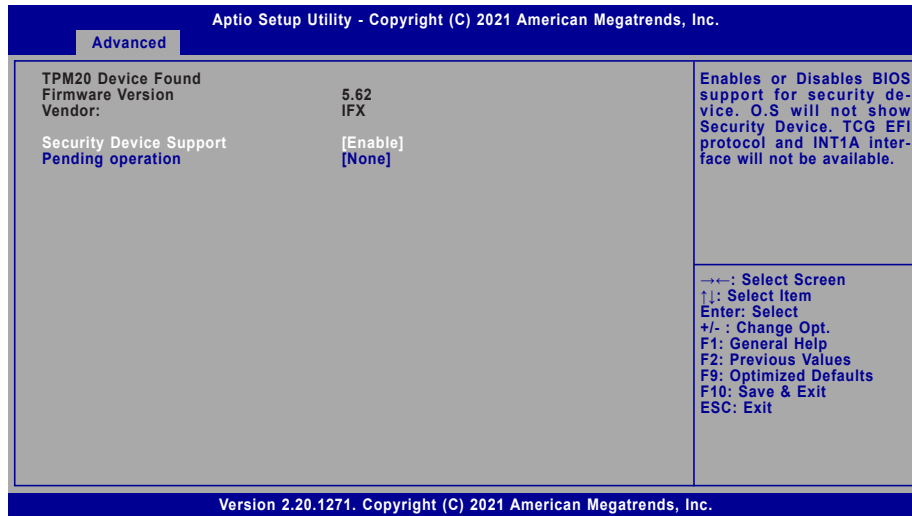 Aptio Setup Utility - Copyright (C) 2021 American Megatrends, Inc.
Advanced
TPM20 Device Found
Firmware Version 5.62
Vendor: IFX
Security Device Support [Enable]
Pending operation [None]
Enables or Disables BIOS
support for security de-
vice. O.S will not show
Security Device. TCG EFI
protocol and INT1A inter-
face will not be available.
→←: Select Screen
↑↓: Select Item
Enter: Select
+/- : Change Opt.
F1: General Help
F2: Previous Values
F9: Optimized Defaults
F10: Save & Exit
ESC: Exit
Version 2.20.1271. Copyright (C) 2021 American Megatrends, Inc.